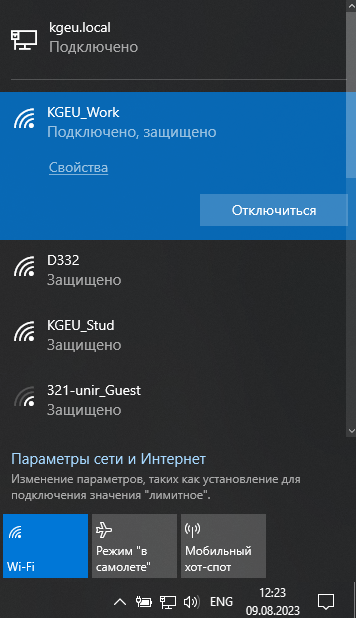 kgeu.local
Подключено
KGEU_Work
Подключено, защищено
Свойства
Отключиться
D332
Защищено
KGEU_Stud
Защищено
321-unir_Guest
Защищено
Параметры сети и Интернет
Изменение параметров, таких как установление для
подключения значения "лимитное".
Wi-Fi
Режим "в
самолете"
Мобильный
хот-спот
ENG
12:23
09.08.2023